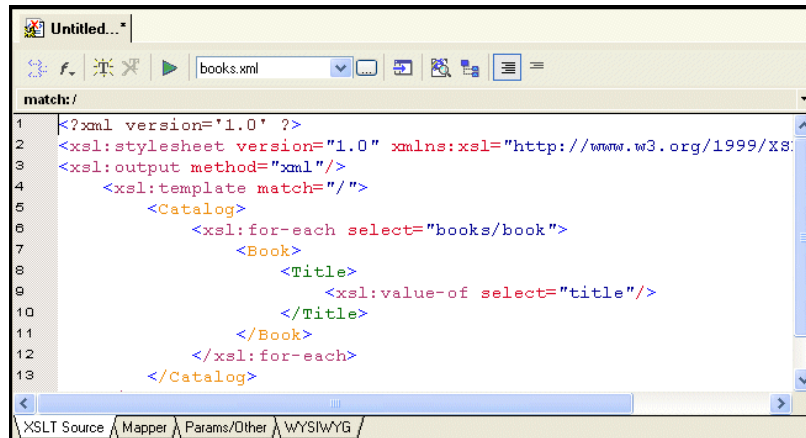 Untitled...*
books.xml
match: /
1 <?xml version='1.0' ?>
2 <xsl:stylesheet version="1.0" xmlns:xsl="http://www.w3.org/1999/XS
3 <xsl:output method="xml"/>
4 <xsl:template match="/">
5 <Catalog>
6 <xsl:for-each select="books/book">
7 <Book>
8 <Title>
9 <xsl:value-of select="title"/>
10 </Title>
11 </Book>
12 </xsl:for-each>
13 </Catalog>
XSLT Source Mapper Params/Other WYSIWYG